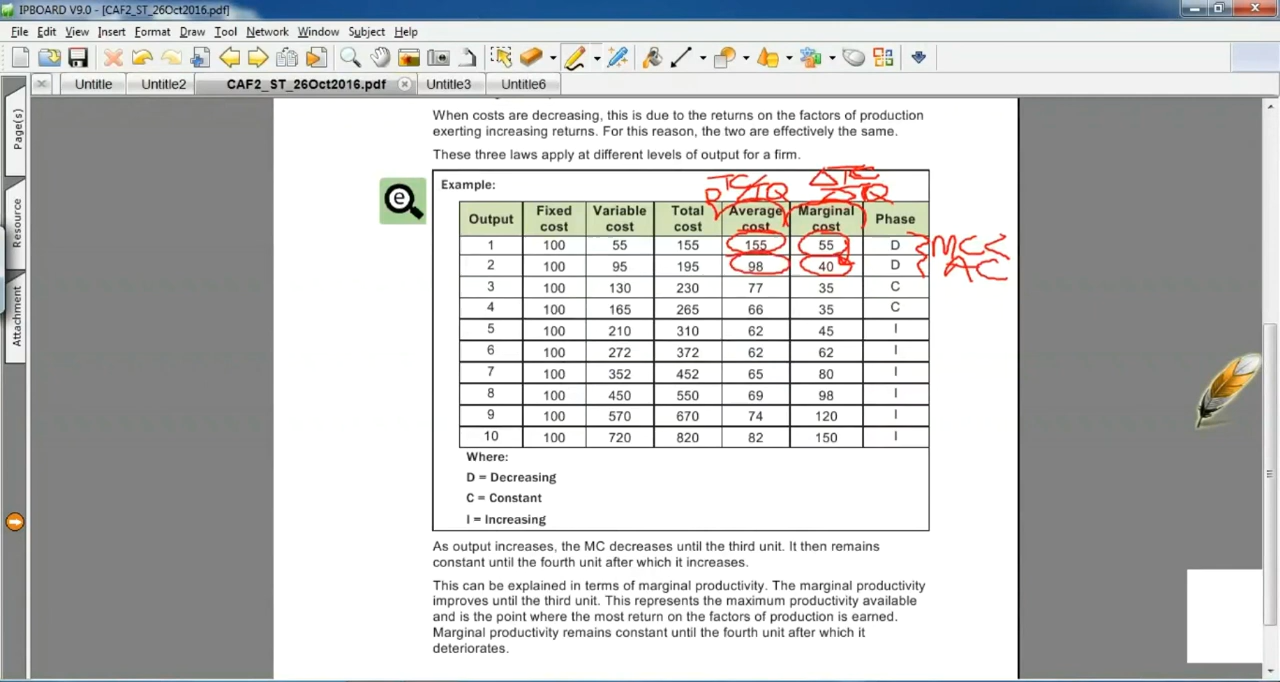 IPBOARD V9.0 - [CAF2_ST_26Oct2016.pdf]
File Edit View Insert Format Draw Tool Network Window Subject Help
Untitle Untitle2 CAF2_ST_26Oct2016.pdf Untitle3 Untitle6
Page(s)
Resource
Attachment
When costs are decreasing, this is due to the returns on the factors of production
exerting increasing returns. For this reason, the two are effectively the same.
These three laws apply at different levels of output for a firm.
Example:
TC/TQ ΔTC
ΔTQ
Output Fixed cost Variable cost Total cost Average cost Marginal cost Phase
1 100 55 155 155 55 D
2 100 95 195 98 40 D
MC<
AC
3 100 130 230 77 35 C
4 100 165 265 66 35 C
5 100 210 310 62 45 I
6 100 272 372 62 62 I
7 100 352 452 65 80 I
8 100 450 550 69 98 I
9 100 570 670 74 120 I
10 100 720 820 82 150 I
Where:
D = Decreasing
C = Constant
I = Increasing
As output increases, the MC decreases until the third unit. It then remains
constant until the fourth unit after which it increases.
This can be explained in terms of marginal productivity. The marginal productivity
improves until the third unit. This represents the maximum productivity available
and is the point where the most return on the factors of production is earned.
Marginal productivity remains constant until the fourth unit after which it
deteriorates.